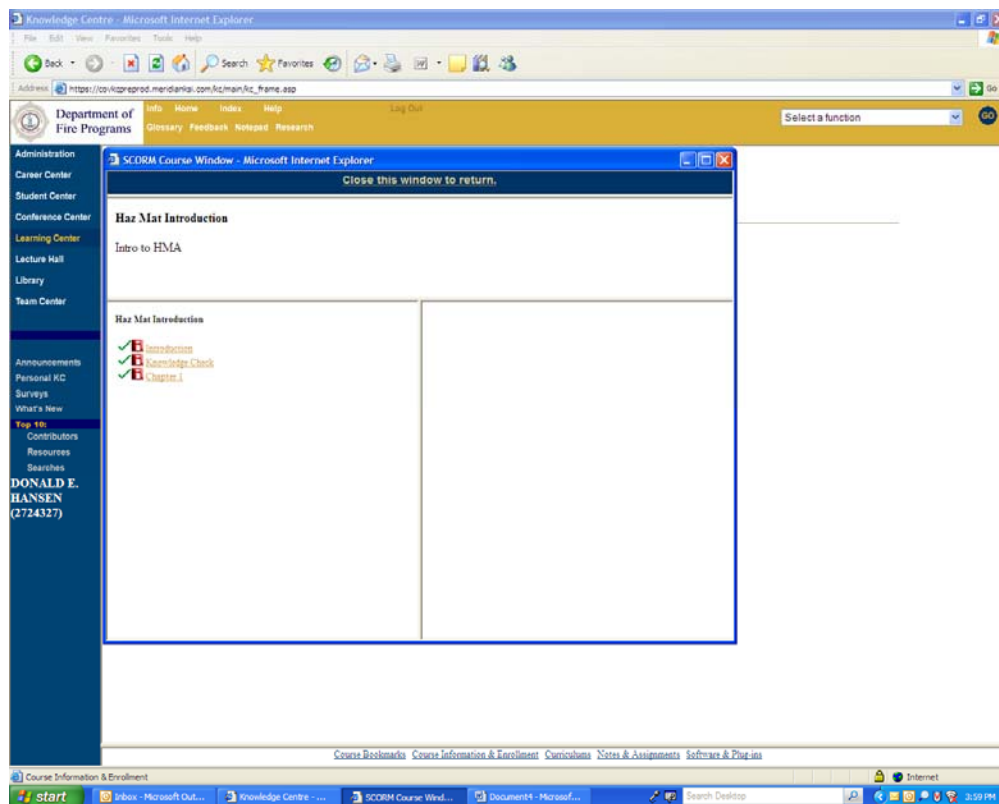 Knowledge Centre - Microsoft Internet Explorer
File Edit View Favorites Tools Help
Back Search Favorites
Address https://covkcpreprod.meridianksi.com/kc/main/kc_frame.asp Go
Department of
Fire Programs
Info Home Index Help Log Out
Glossary Feedback Notepad Research
Select a function GO
Administration
Career Center
Student Center
Conference Center
Learning Center
Lecture Hall
Library
Team Center
Announcements
Personal KC
Surveys
What's New
Top 10:
Contributors
Resources
Searches
DONALD E.
HANSEN
(2724327)
SCORM Course Window - Microsoft Internet Explorer
Close this window to return.
Haz Mat Introduction
Intro to HMA
Haz Mat Introduction
Introduction
Knowledge Check
Chapter 1
Course Bookmarks Course Information & Enrollment Curriculums Notes & Assignments Software & Plug-ins
Course Information & Enrolment Internet
start Inbox - Microsoft Out... Knowledge Centre - ... SCORM Course Wind... Document4 - Microsof... Search Desktop 3:59 PM